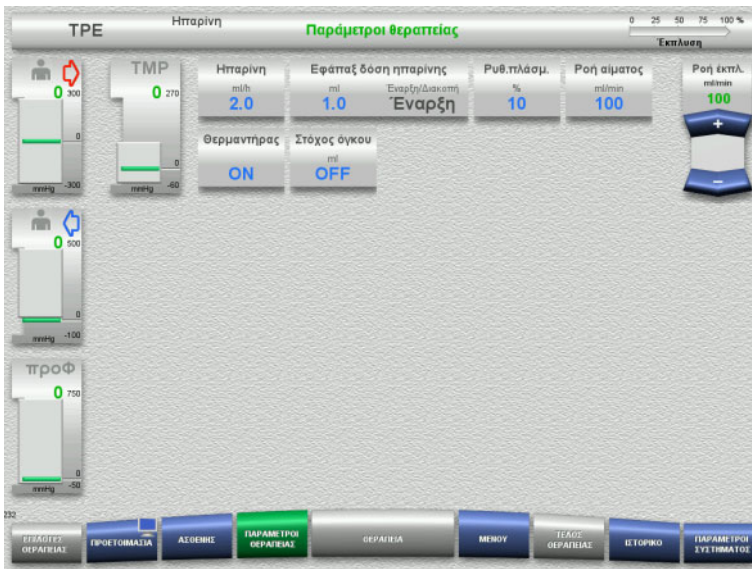 TPE
Ηπαρίνη
Παράμετροι θεραπείας
0 25 50 75 100 %
Έκπλυση
0 300
0
-300
mmHg
TMP
0 270
0
-60
mmHg
Ηπαρίνη
ml/h
2.0
Εφάπαξ δόση ηπαρίνης
ml Έναρξη/Διακοπή
1.0 Έναρξη
Ρυθ.πλάσμ.
%
10
Ροή αίματος
ml/min
100
Ροή έκπλ.
ml/min
100
+
−
Θερμαντήρας
ON
Στόχος όγκου
ml
OFF
0 500
0
-100
mmHg
προΦ
0 750
0
-50
mmHg
232
ΕΠΙΛΟΓΕΣ
ΘΕΡΑΠΕΙΑΣ
ΠΡΟΕΤΟΙΜΑΣΙΑ
ΑΣΘΕΝΗΣ
ΠΑΡΑΜΕΤΡΟΙ
ΘΕΡΑΠΕΙΑΣ
ΘΕΡΑΠΕΙΑ
ΜΕΝΟΥ
ΤΕΛΟΣ
ΘΕΡΑΠΕΙΑΣ
ΙΣΤΟΡΙΚΟ
ΠΑΡΑΜΕΤΡΟΙ
ΣΥΣΤΗΜΑΤΟΣ